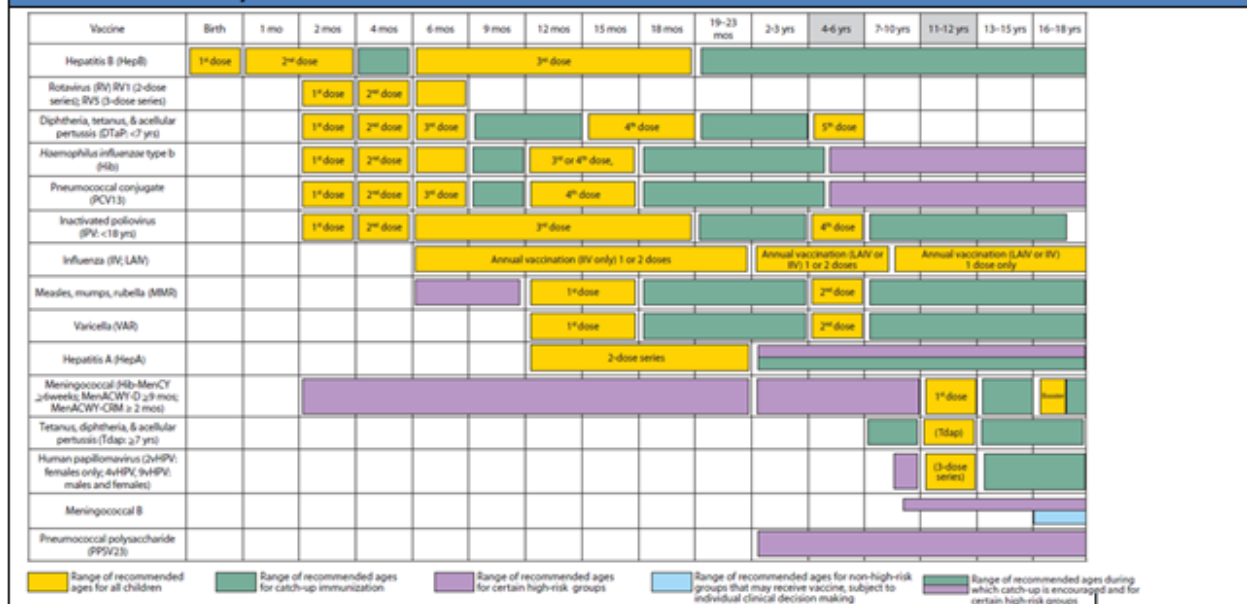 Vaccine Birth 1 mo 2 mos 4 mos 6 mos 9 mos 12 mos 15 mos 18 mos 19–23 mos 2-3 yrs 4-6 yrs 7-10 yrs 11-12 yrs 13–15 yrs 16–18 yrs
Hepatitis B (HepB) 1st dose 2nd dose 3rd dose
Rotavirus (RV) RV1 (2-dose
series); RV5 (3-dose series)
1st dose 2nd dose
Diphtheria, tetanus, & acellular
pertussis (DTaP: <7 yrs)
1st dose 2nd dose 3rd dose 4th dose 5th dose
Haemophilus influenzae type b
(Hib)
1st dose 2nd dose 3rd or 4th dose,
Pneumococcal conjugate
(PCV13)
1st dose 2nd dose 3rd dose 4th dose
Inactivated poliovirus
(IPV: <18 yrs)
1st dose 2nd dose 3rd dose 4th dose
Influenza (IIV; LAIV) Annual vaccination (IIV only) 1 or 2 doses
Annual vaccination (LAIV or
IIV) 1 or 2 doses
Annual vaccination (LAIV or IIV)
1 dose only
Measles, mumps, rubella (MMR) 1st dose 2nd dose
Varicella (VAR) 1st dose 2nd dose
Hepatitis A (HepA) 2-dose series
Meningococcal (Hib-MenCY
≥6weeks; MenACWY-D ≥9 mos;
MenACWY-CRM ≥ 2 mos)
1st dose Booster
Tetanus, diphtheria, & acellular
pertussis (Tdap: ≥7 yrs)
(Tdap)
Human papillomavirus (2vHPV:
females only; 4vHPV, 9vHPV:
males and females)
(3-dose
series)
Meningococcal B
Pneumococcal polysaccharide
(PPSV23)
Range of recommended
ages for all children
Range of recommended ages
for catch-up immunization
Range of recommended ages
for certain high-risk groups
Range of recommended ages for non-high-risk
groups that may receive vaccine, subject to
individual clinical decision making
Range of recommended ages during
which catch-up is encouraged and for
certain high-risk groups